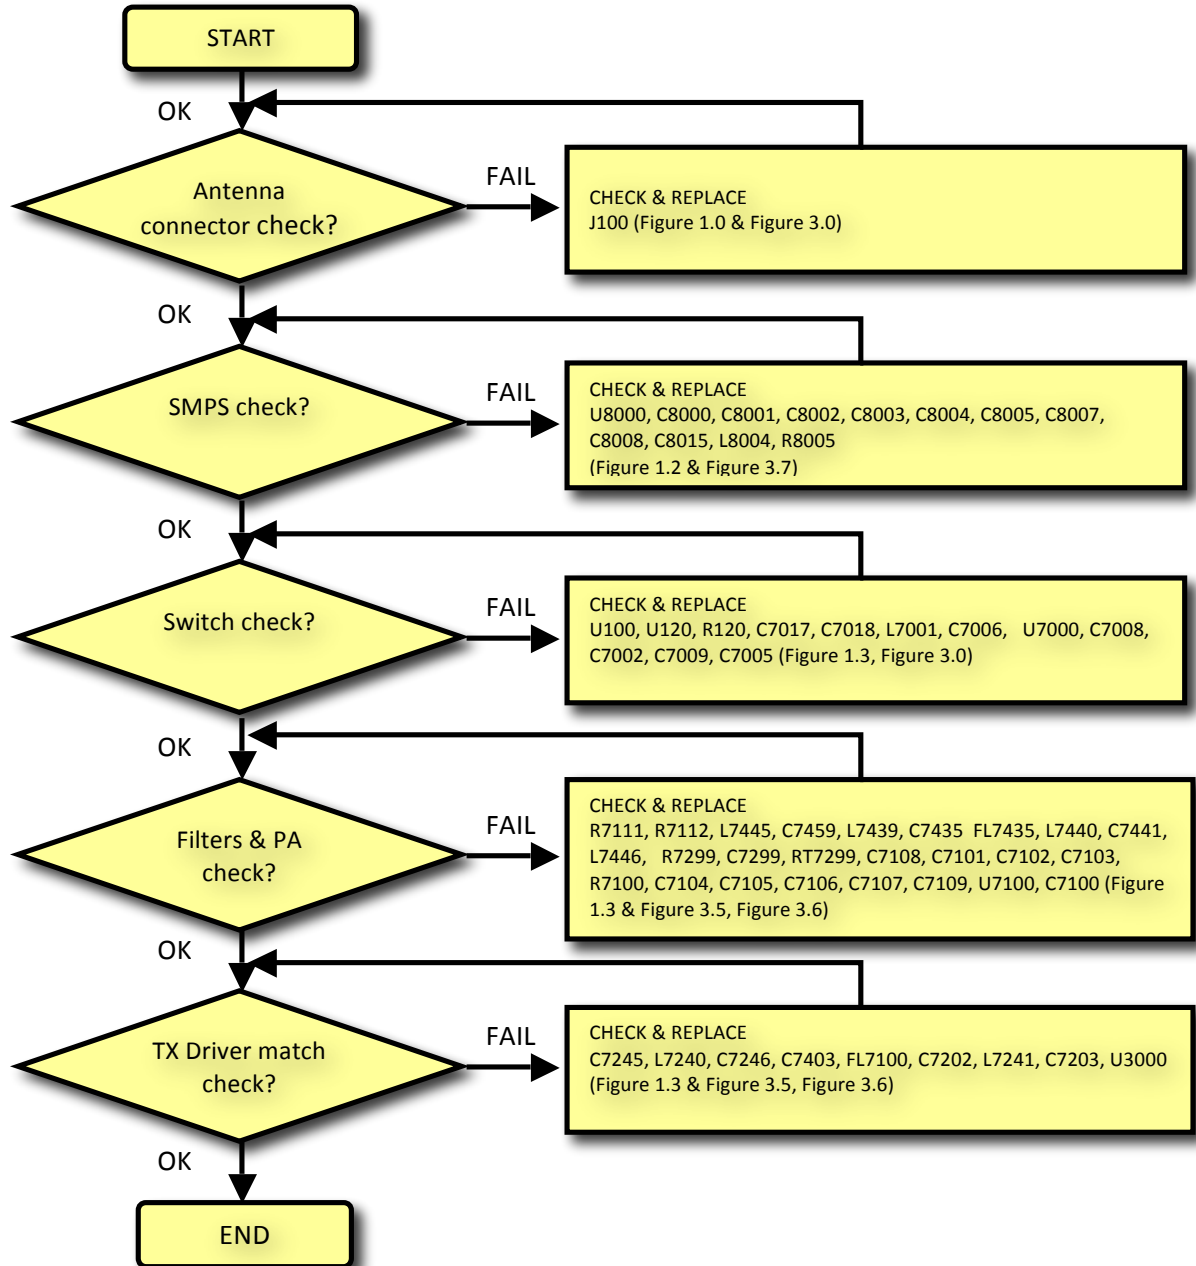 START
OK
Antenna
connector check?
FAIL
CHECK & REPLACE
J100 (Figure 1.0 & Figure 3.0)
OK
SMPS check?
FAIL
CHECK & REPLACE
U8000, C8000, C8001, C8002, C8003, C8004, C8005, C8007,
C8008, C8015, L8004, R8005
(Figure 1.2 & Figure 3.7)
OK
Switch check?
FAIL
CHECK & REPLACE
U100, U120, R120, C7017, C7018, L7001, C7006, U7000, C7008,
C7002, C7009, C7005 (Figure 1.3, Figure 3.0)
OK
Filters & PA
check?
FAIL
CHECK & REPLACE
R7111, R7112, L7445, C7459, L7439, C7435 FL7435, L7440, C7441,
L7446, R7299, C7299, RT7299, C7108, C7101, C7102, C7103,
R7100, C7104, C7105, C7106, C7107, C7109, U7100, C7100 (Figure
1.3 & Figure 3.5, Figure 3.6)
OK
TX Driver match
check?
FAIL
CHECK & REPLACE
C7245, L7240, C7246, C7403, FL7100, C7202, L7241, C7203, U3000
(Figure 1.3 & Figure 3.5, Figure 3.6)
OK
END